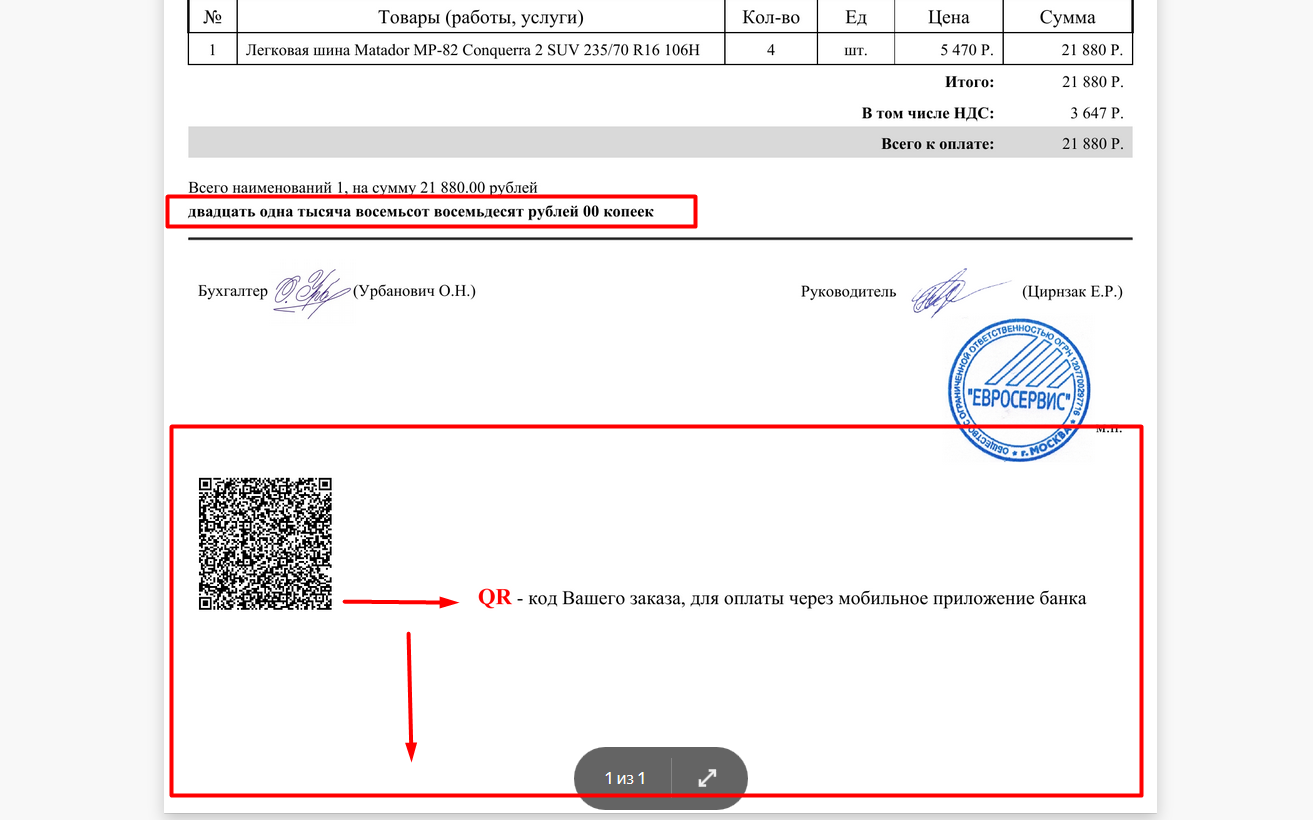 № Товары (работы, услуги) Кол-во Ед Цена Сумма
1 Легковая шина Matador MP-82 Conquerra 2 SUV 235/70 R16 106H 4 шт. 5 470 Р. 21 880 Р.
Итого: 21 880 Р.
В том числе НДС: 3 647 Р.
Всего к оплате: 21 880 Р.
Всего наименований 1, на сумму 21 880.00 рублей
двадцать одна тысяча восемьсот восемьдесят рублей 00 копеек
Бухгалтер (Урбанович О.Н.) Руководитель (Цирнзак Е.Р.)
ОБЩЕСТВО С ОГРАНИЧЕННОЙ ОТВЕТСТВЕННОСТЬЮ ОГРН 1207700297716
"ЕВРОСЕРВИС"
г. МОСКВА
м.п.
QR - код Вашего заказа, для оплаты через мобильное приложение банка
1 из 1